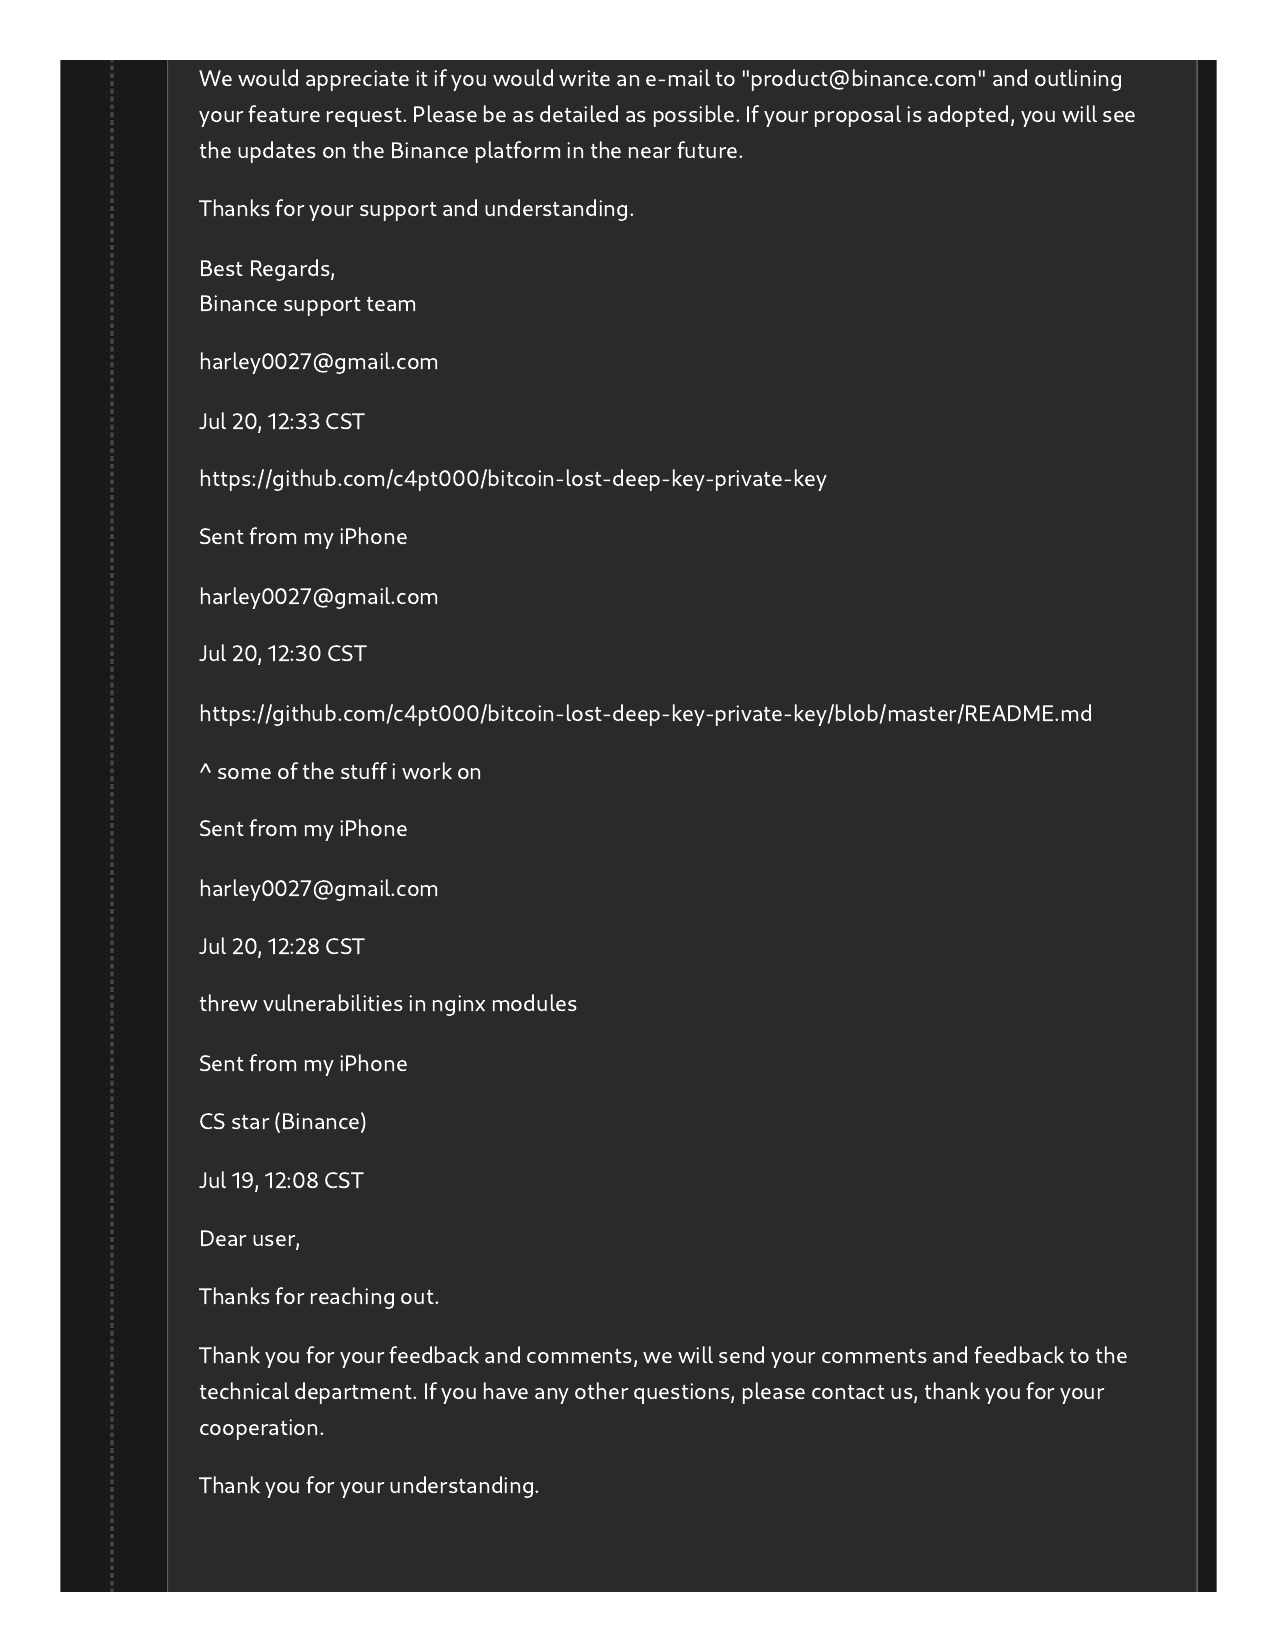 We would appreciate it if you would write an e-mail to "product@binance.com" and outlining
your feature request. Please be as detailed as possible. If your proposal is adopted, you will see
the updates on the Binance platform in the near future.
Thanks for your support and understanding.
Best Regards,
Binance support team
harley0027@gmail.com
Jul 20, 12:33 CST
https://github.com/c4pt000/bitcoin-lost-deep-key-private-key
Sent from my iPhone
harley0027@gmail.com
Jul 20, 12:30 CST
https://github.com/c4pt000/bitcoin-lost-deep-key-private-key/blob/master/README.md
^ some of the stuff i work on
Sent from my iPhone
harley0027@gmail.com
Jul 20, 12:28 CST
threw vulnerabilities in nginx modules
Sent from my iPhone
CS star (Binance)
Jul 19, 12:08 CST
Dear user,
Thanks for reaching out.
Thank you for your feedback and comments, we will send your comments and feedback to the
technical department. If you have any other questions, please contact us, thank you for your
cooperation.
Thank you for your understanding.